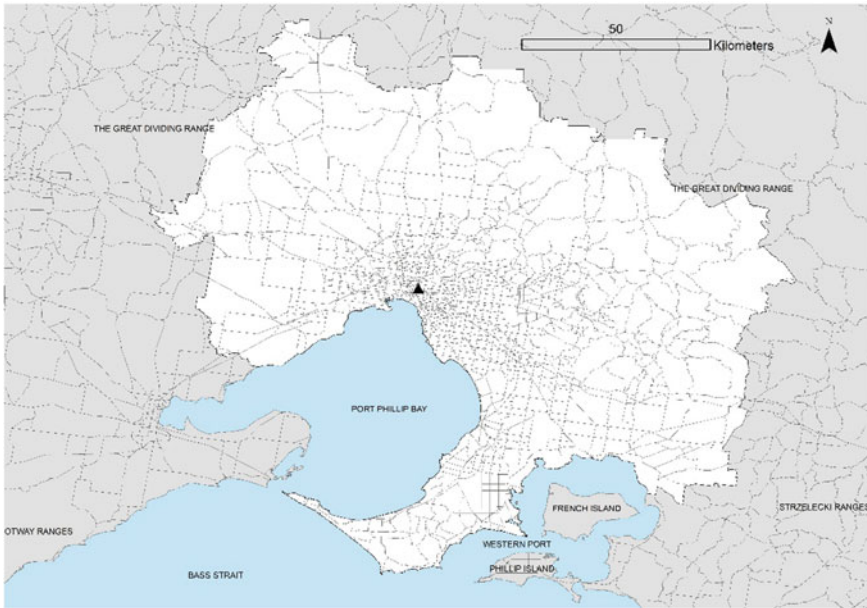 N
50
Kilometers
THE GREAT DIVIDING RANGE
THE GREAT DIVIDING RANGE
PORT PHILLIP BAY
FRENCH ISLAND
STRZELECKI RANGES
OTWAY RANGES
WESTERN PORT
PHILLIP ISLAND
BASS STRAIT